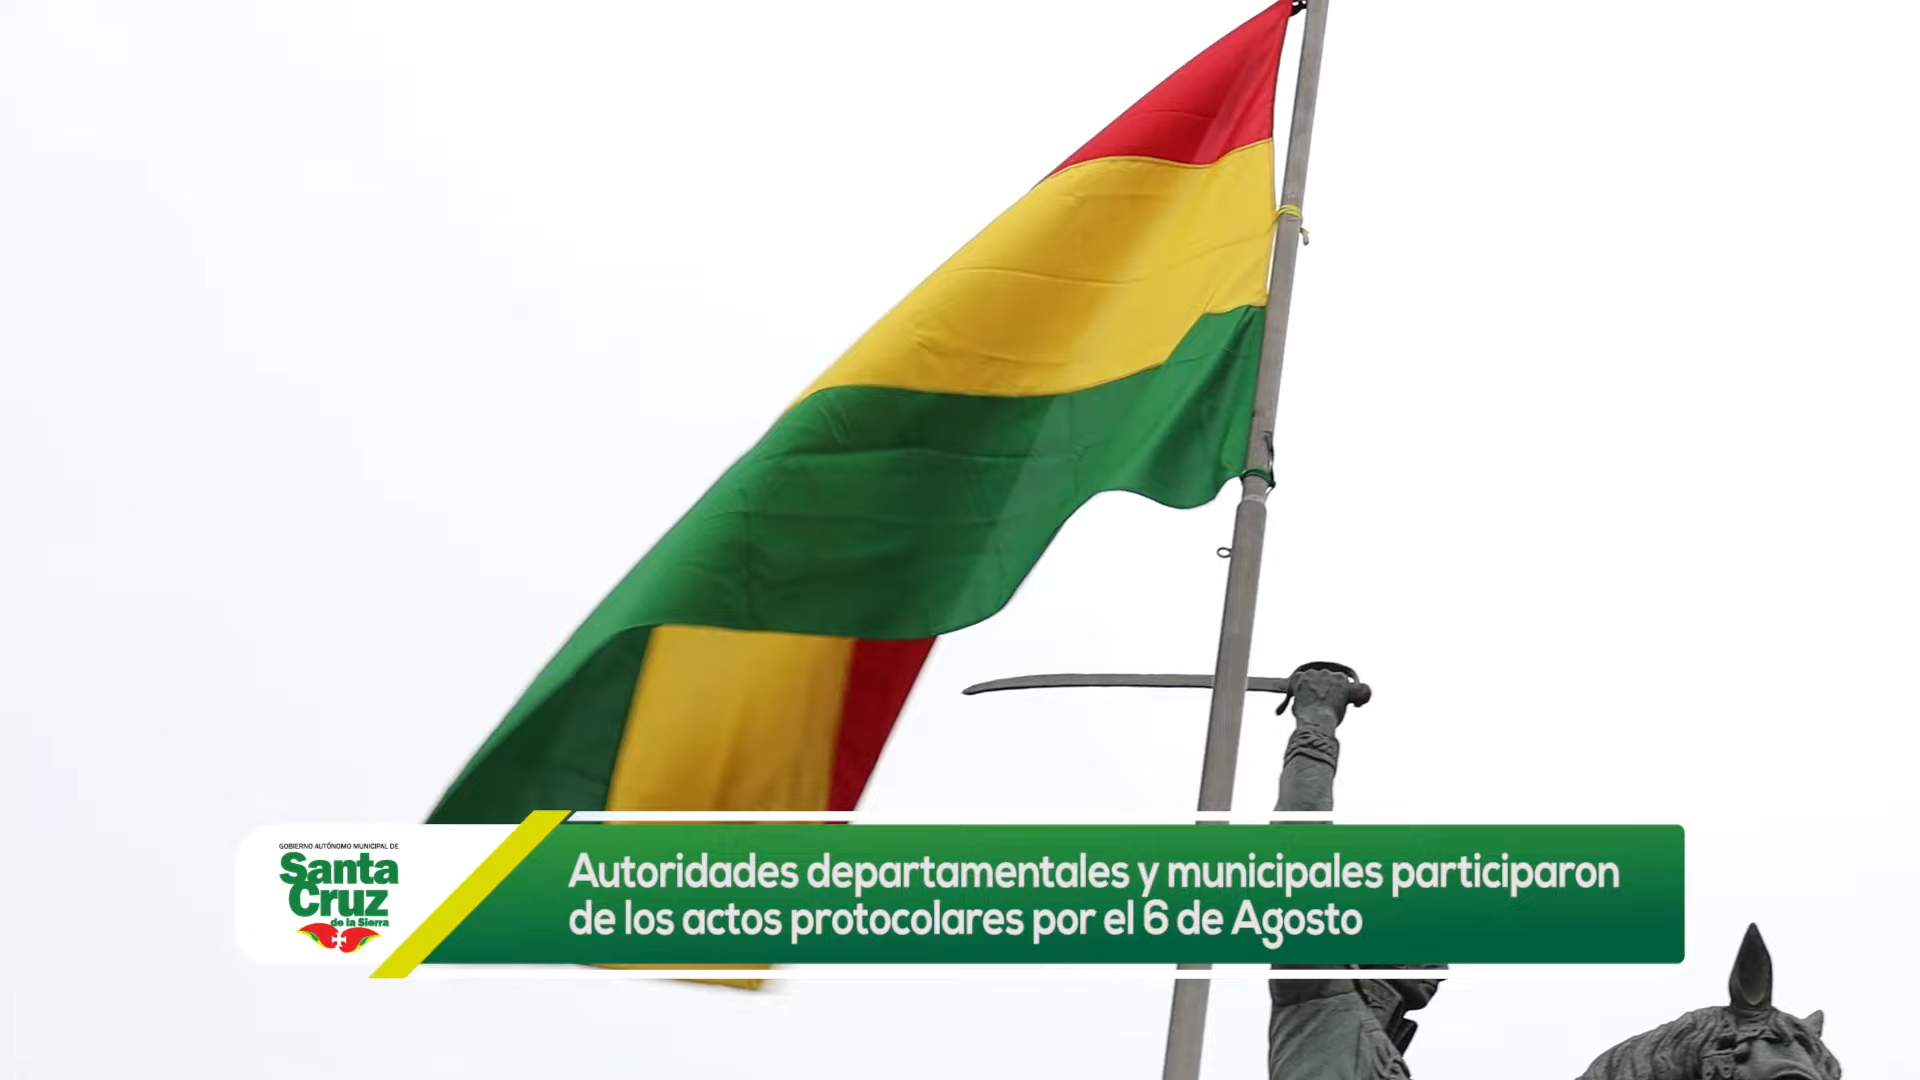 GOBIERNO AUTÓNOMO MUNICIPAL DE
Santa
Cruz
de la Sierra
Autoridades departamentales y municipales participaron
de los actos protocolares por el 6 de Agosto